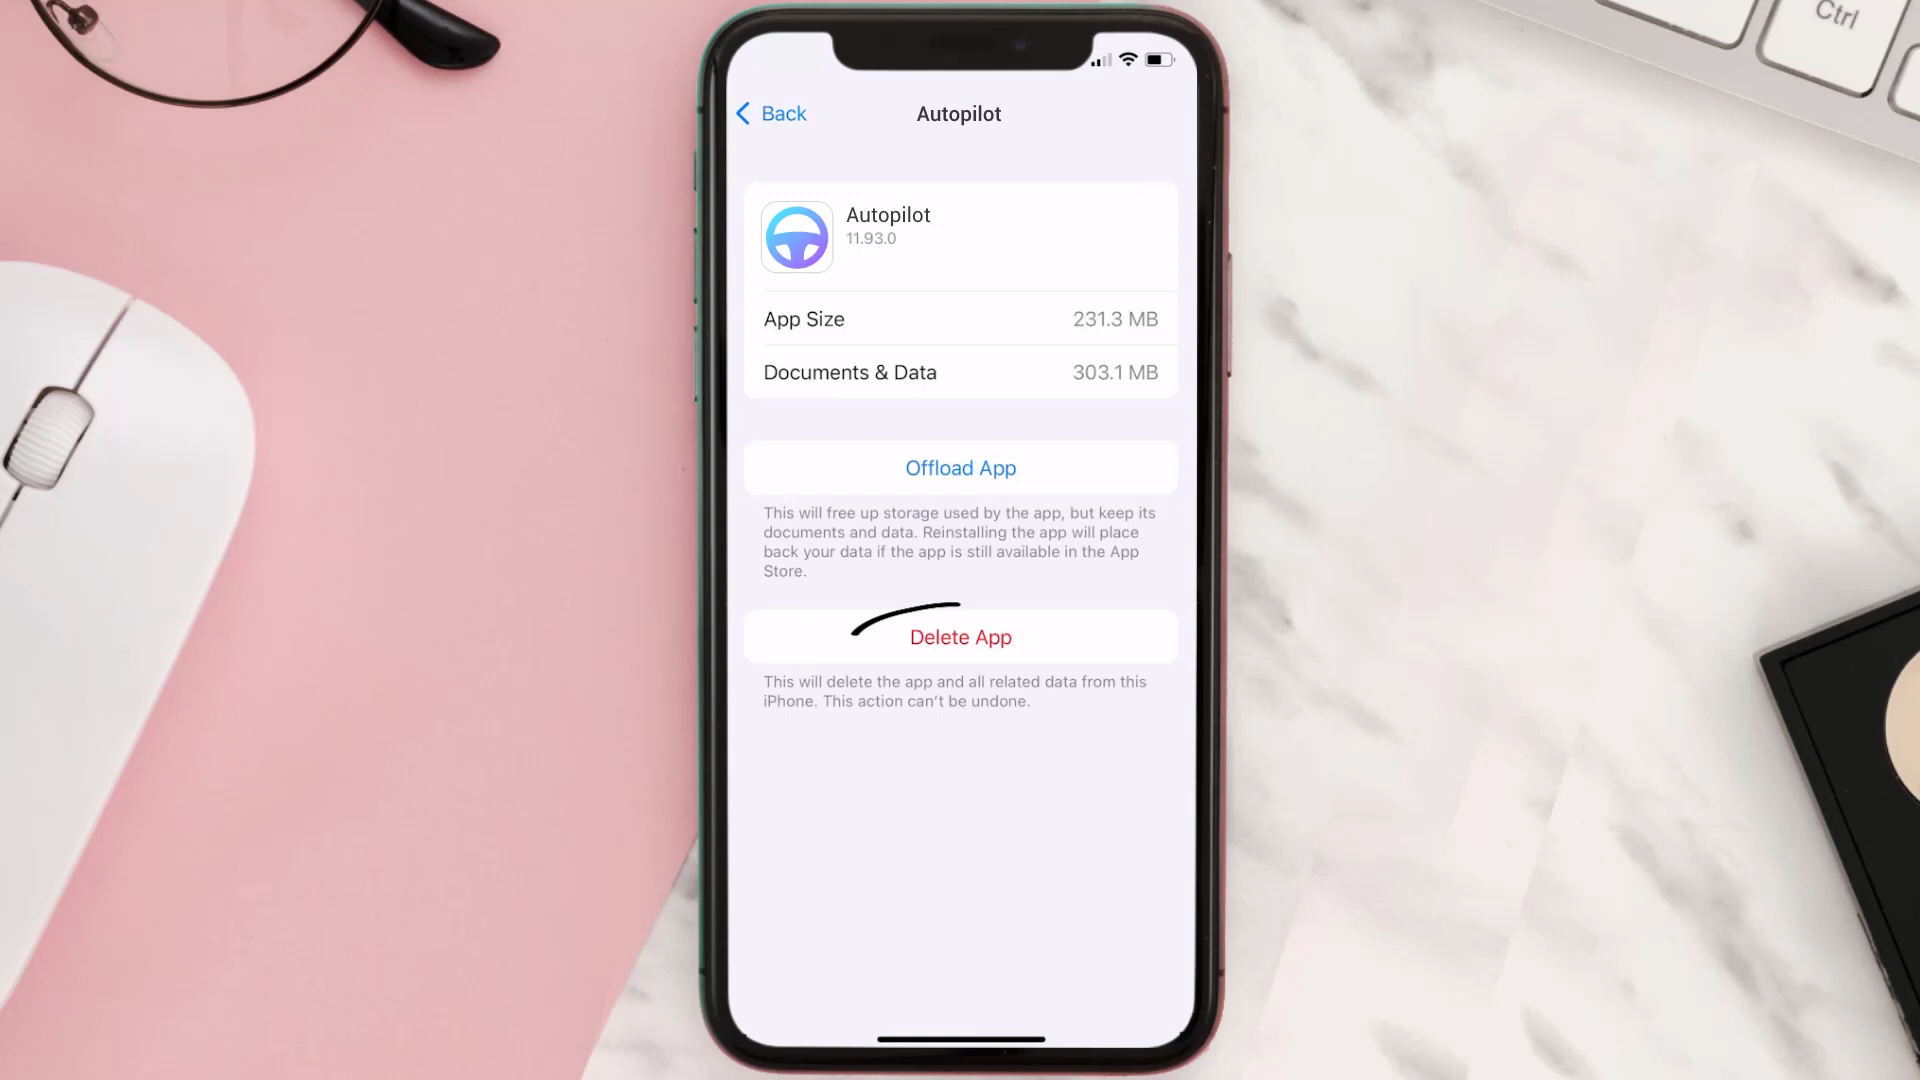 Ctrl
Back
Autopilot
Autopilot
11.93.0
App Size
231.3 MB
Documents & Data
303.1 MB
Offload App
This will free up storage used by the app, but keep its
documents and data. Reinstalling the app will place
back your data if the app is still available in the App
Store.
Delete App
This will delete the app and all related data from this
iPhone. This action can't be undone.